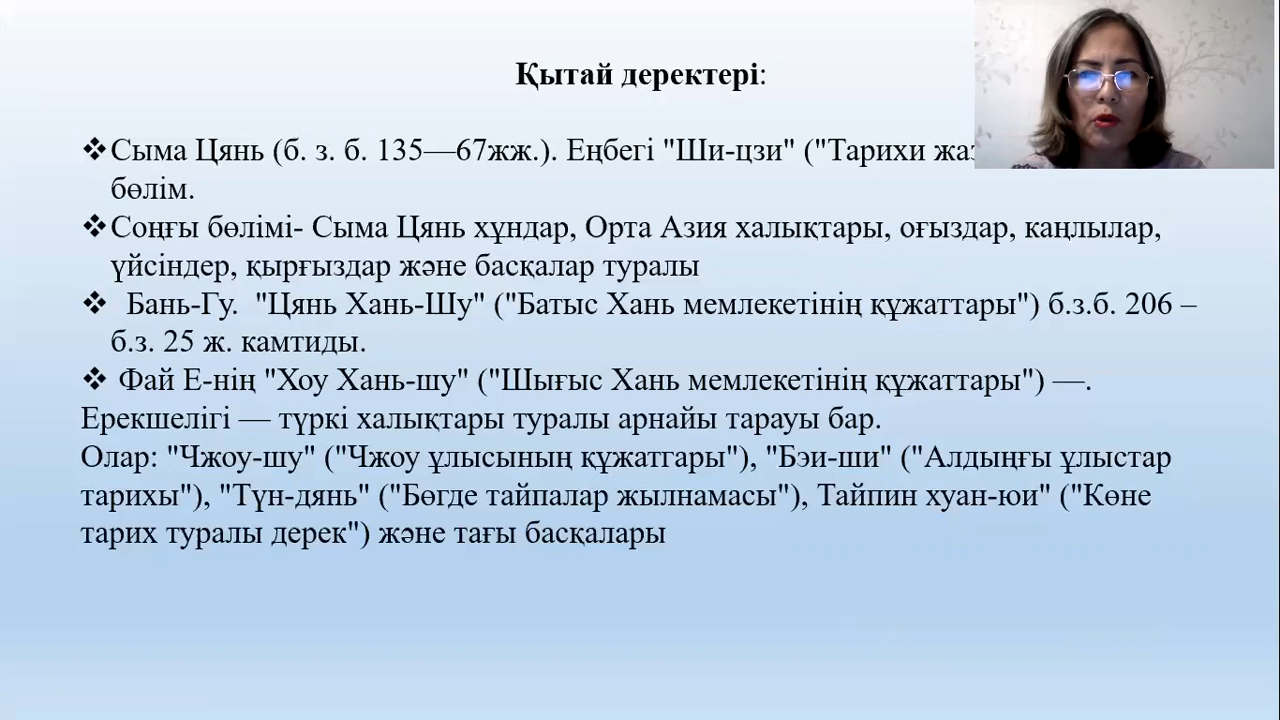 Қытай деректері:
❖Сыма Цянь (б. з. б. 135—67жж.). Еңбегі "Ши-цзи" ("Тарихи
бөлім.
❖Соңғы бөлімі- Сыма Цянь хұндар, Орта Азия халықтары, оғыздар, каңлылар,
үйсіндер, қырғыздар және басқалар туралы
❖ Бань-Гу. "Цянь Хань-Шу" ("Батыс Хань мемлекетінің құжаттары") б.з.б. 206 –
б.з. 25 ж. камтиды.
❖ Фай Е-нің "Хоу Хань-шу" ("Шығыс Хань мемлекетінің құжаттары") —.
Ерекшелігі — түркі халықтары туралы арнайы тарауы бар.
Олар: "Чжоу-шу" ("Чжоу ұлысының құжатгары"), "Бэи-ши" ("Алдыңғы ұлыстар
тарихы"), "Түн-дянь" ("Бөгде тайпалар жылнамасы"), Тайпин хуан-юи" ("Көне
тарих туралы дерек") және тағы басқалары